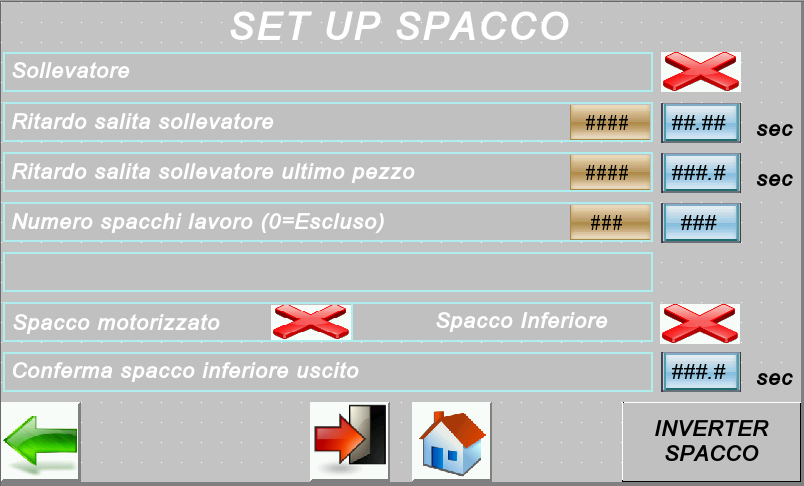 SET UP SPACCO
Sollevatore
Ritardo salita sollevatore #### ##.## sec
Ritardo salita sollevatore ultimo pezzo #### ###.# sec
Numero spacchi lavoro (0=Escluso) ### ###
Spacco motorizzato Spacco Inferiore
Conferma spacco inferiore uscito ###.# sec
INVERTER
SPACCO